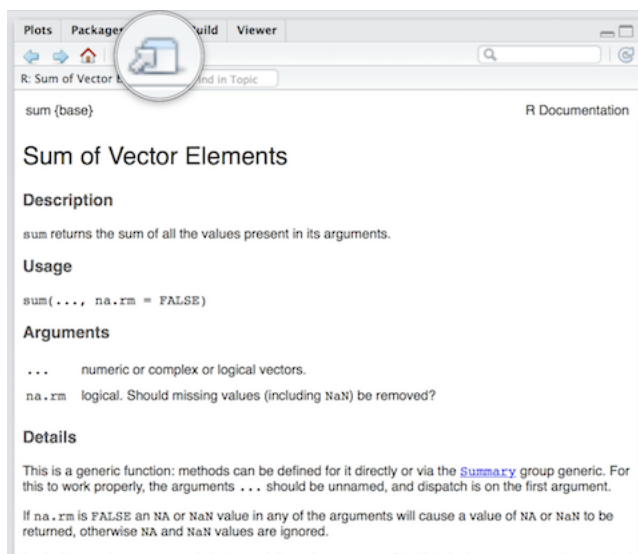 Plots Packages uild Viewer
R: Sum of Vector ind in Topic
sum {base} R Documentation
Sum of Vector Elements
Description
sum returns the sum of all the values present in its arguments.
Usage
sum(..., na.rm = FALSE)
Arguments
... numeric or complex or logical vectors.
na.rm logical. Should missing values (including NaN) be removed?
Details
This is a generic function: methods can be defined for it directly or via the Summary group generic. For
this to work properly, the arguments ... should be unnamed, and dispatch is on the first argument.
If na.rm is FALSE an NA or NaN value in any of the arguments will cause a value of NA or NaN to be
returned, otherwise NA and NaN values are ignored.